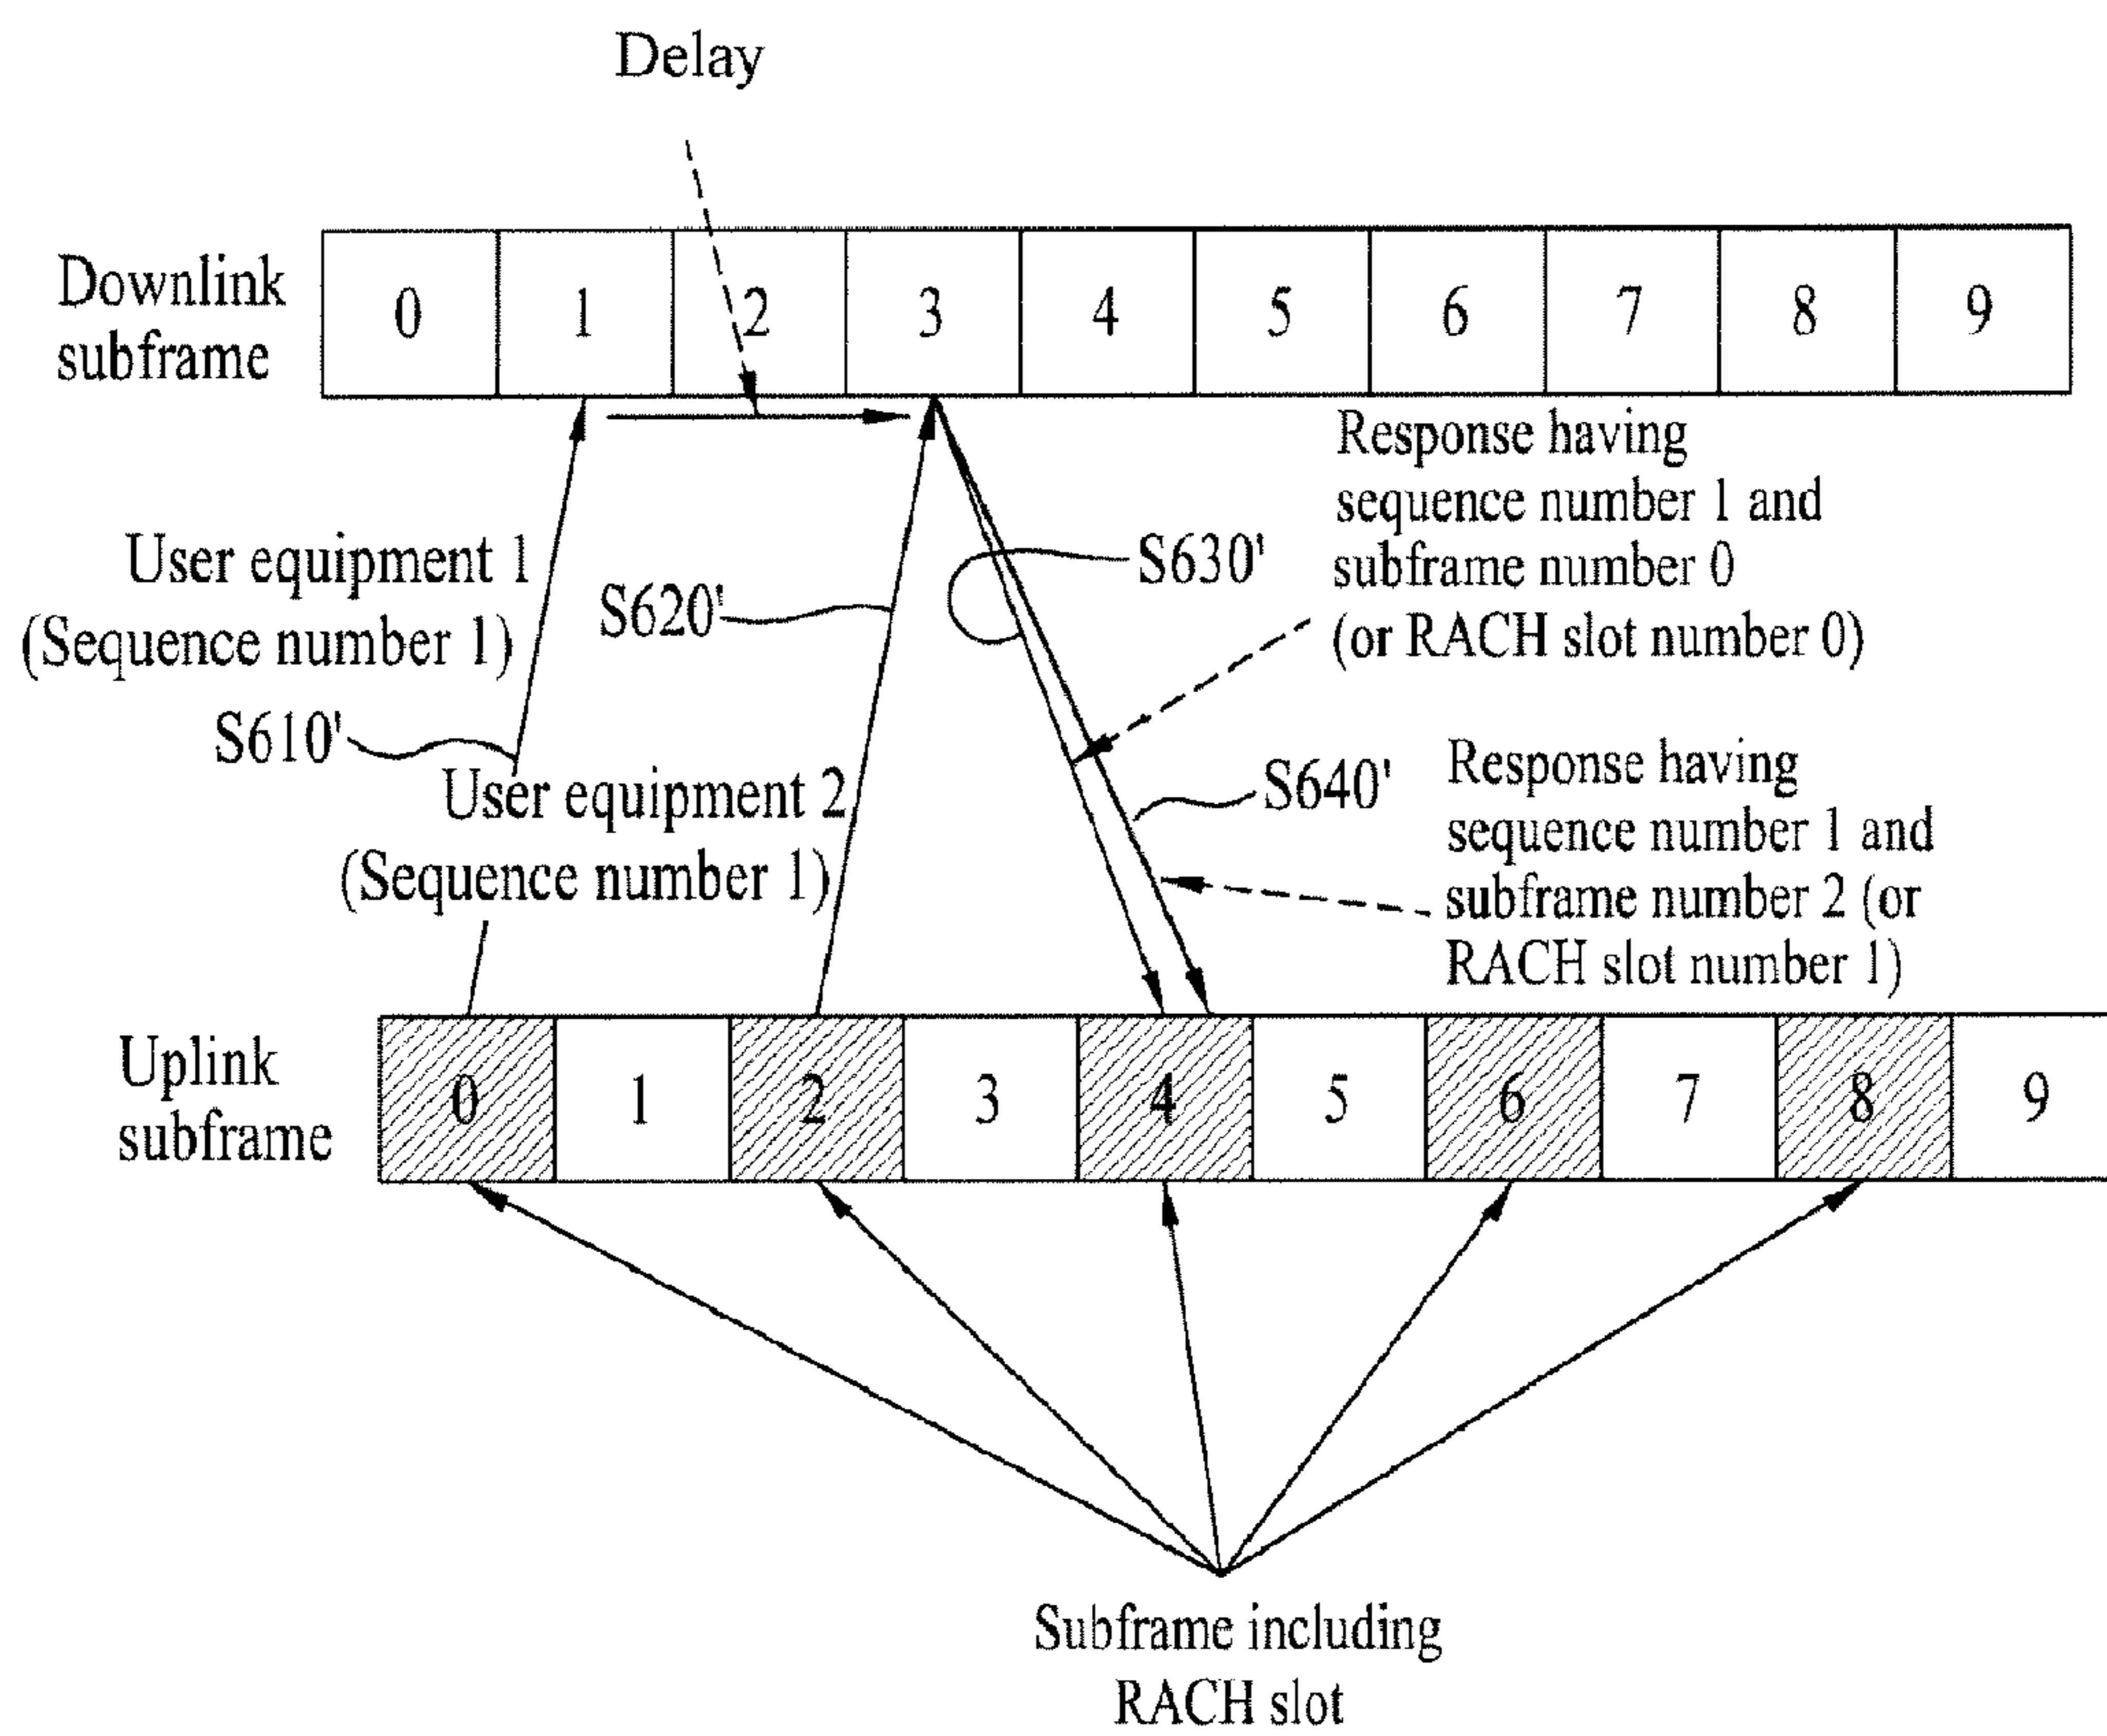 Delay
Downlink
subframe
0 1 2 3 4 5 6 7 8 9
Response having
sequence number 1 and
subframe number 0
(or RACH slot number 0)
User equipment 1
(Sequence number 1)
S610'
S620'
S630'
User equipment 2
(Sequence number 1)
S640'
Response having
sequence number 1 and
subframe number 2 (or
RACH slot number 1)
Uplink
subframe
0 1 2 3 4 5 6 7 8 9
Subframe including
RACH slot